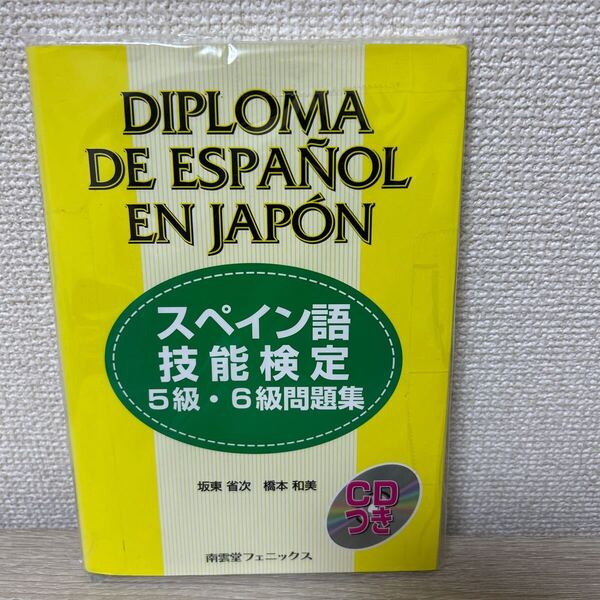 DIPLOMA
DE ESPAÑOL
EN JAPÓN
スペイン語
技能検定
5級・6級問題集
坂東 省次 橋本 和美
CD
つき
南雲堂フェニックス